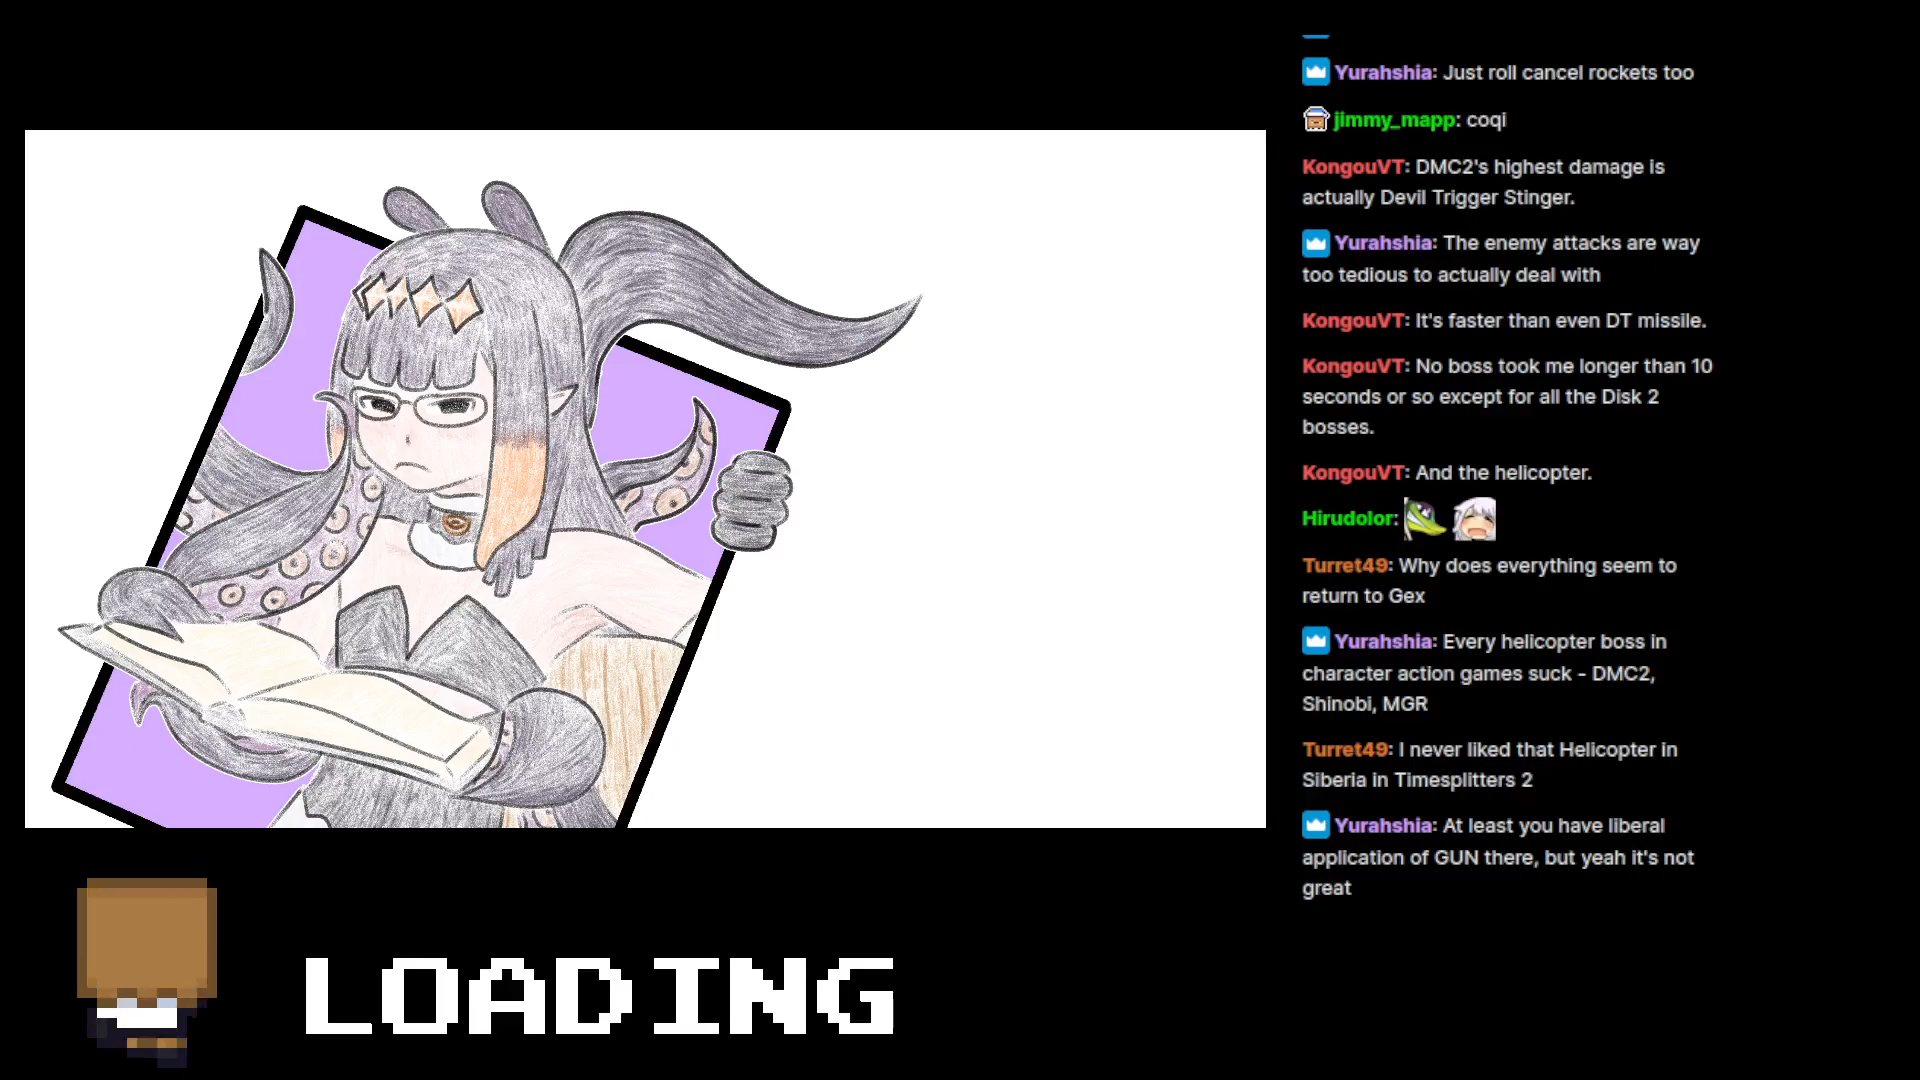 Yurahshia: Just roll cancel rockets too
jimmy_mapp: coqi
KongouVT: DMC2's highest damage is
actually Devil Trigger Stinger.
Yurahshia: The enemy attacks are way
too tedious to actually deal with
KongouVT: It's faster than even DT missile.
KongouVT: No boss took me longer than 10
seconds or so except for all the Disk 2
bosses.
KongouVT: And the helicopter.
Hirudolor:
Turret49: Why does everything seem to
return to Gex
Yurahshia: Every helicopter boss in
character action games suck - DMC2,
Shinobi, MGR
Turret49: I never liked that Helicopter in
Siberia in Timesplitters 2
Yurahshia: At least you have liberal
application of GUN there, but yeah it's not
great
LOADING